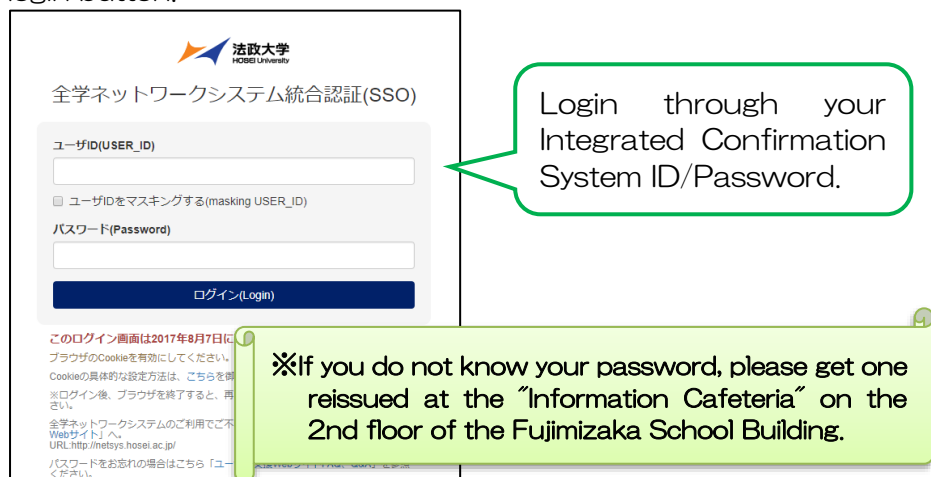 login button.
法政大学
HOSEI University
全学ネットワークシステム統合認証(SSO)
ユーザID(USER_ID)
ユーザIDをマスキングする(masking USER_ID)
パスワード(Password)
ログイン(Login)
このログイン画面は2017年8月7日に
ブラウザのCookieを有効にしてください。
Cookieの具体的な設定方法は、こちらを御
※ログイン後、ブラウザを終了すると、再
さい。
全学ネットワークシステムのご利用でご不
Webサイト」へ。
URL:http://netsys.hosei.ac.jp/
パスワードをお忘れの場合はこちら「ユー
ください。
Login through your
Integrated Confirmation
System ID/Password.
※If you do not know your password, please get one
reissued at the "Information Cafeteria" on the
2nd floor of the Fujimizaka School Building.